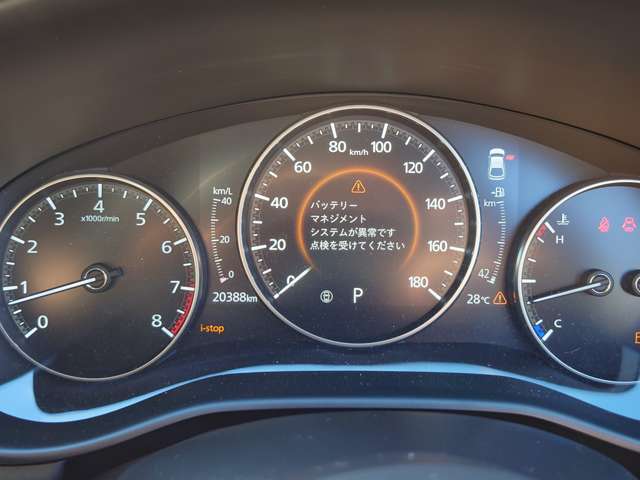 0 1 2 3 4 5 6 7 8
x1000r/min
i-stop
km/L
40
20
0
20388km
0 20 40 60 80 100 120 140 160 180
km/h
バッテリー
マネジメント
システムが異常です
点検を受けてください
P
km
42
28℃
H
C